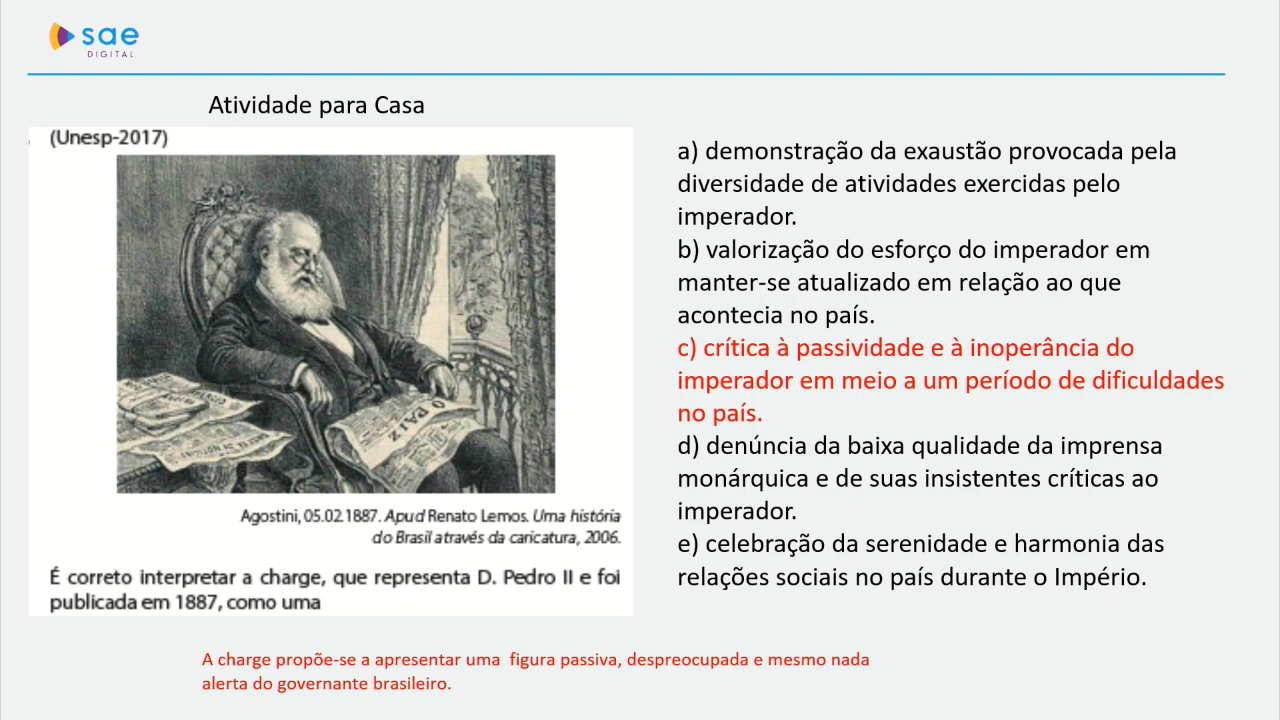 sae
DIGITAL
Atividade para Casa
(Unesp-2017)
O PAIZ
Agostini, 05.02.1887. Apud Renato Lemos. Uma história
do Brasil através da caricatura, 2006.
É correto interpretar a charge, que representa D. Pedro II e foi
publicada em 1887, como uma
a) demonstração da exaustão provocada pela
diversidade de atividades exercidas pelo
imperador.
b) valorização do esforço do imperador em
manter-se atualizado em relação ao que
acontecia no país.
c) crítica à passividade e à inoperância do
imperador em meio a um período de dificuldades
no país.
d) denúncia da baixa qualidade da imprensa
monárquica e de suas insistentes críticas ao
imperador.
e) celebração da serenidade e harmonia das
relações sociais no país durante o Império.
A charge propõe-se a apresentar uma figura passiva, despreocupada e mesmo nada
alerta do governante brasileiro.